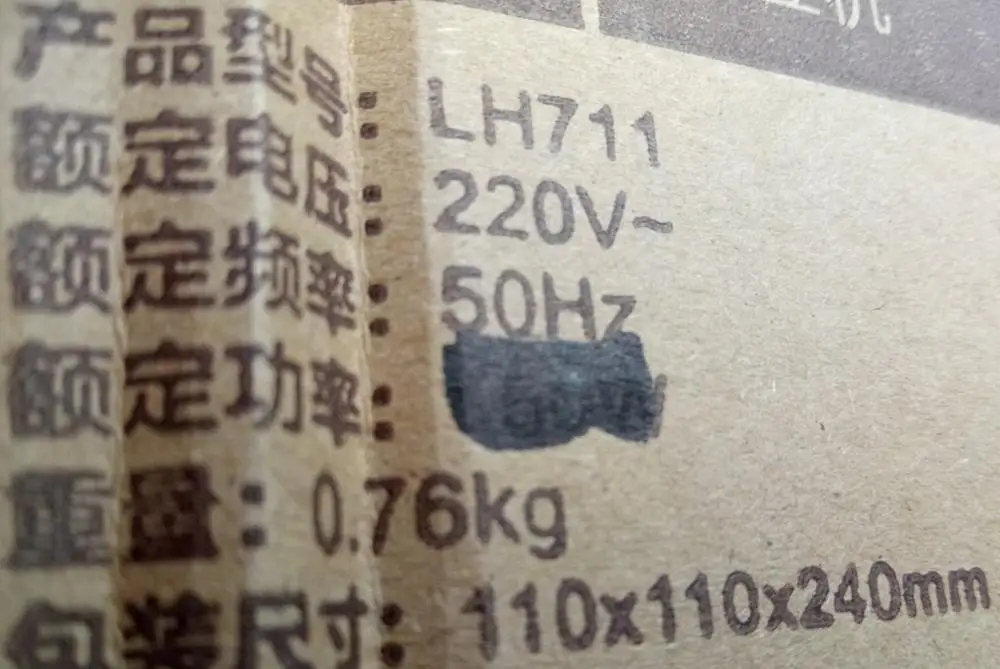 机
产品型号：LH711
额定电压：220V~
额定频率：50Hz
额定功率：
重量：0.76kg
包装尺寸：110x110x240mm